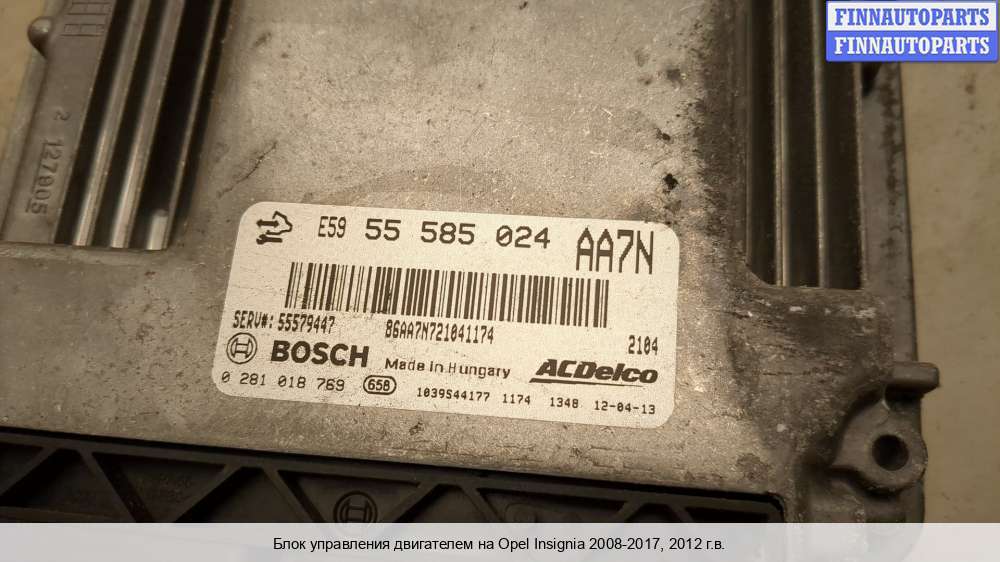 FINNAUTOPARTS
FINNAUTOPARTS
2 127905
E59 55 585 024 AA7N
SERV#: 55579447 86AA7N721041174 2104
BOSCH Made in Hungary ACDelco
0 281 018 769 658 1039S44177 1174 1348 12-04-13
Блок управления двигателем на Opel Insignia 2008-2017, 2012 г.в.